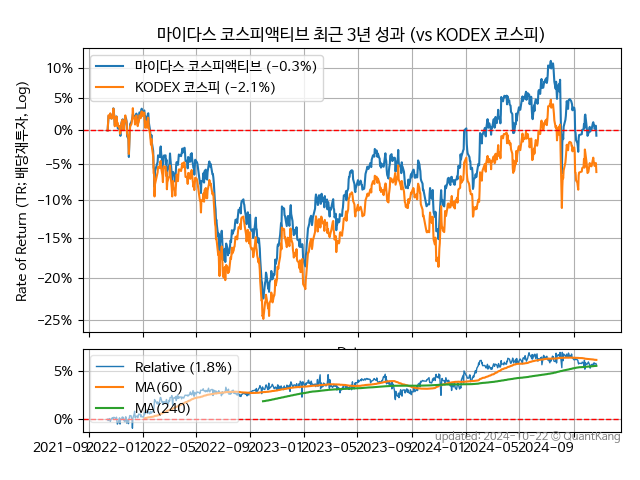 마이다스 코스피액티브 최근 3년 성과 (vs KODEX 코스피)
마이다스 코스피액티브 (-0.3%)
KODEX 코스피 (-2.1%)
Rate of Return (TR: 배당재투자, Log)
10%
5%
0%
-5%
-10%
-15%
-20%
-25%
Relative (1.8%)
MA(60)
MA(240)
5%
0%
2021-09
2022-01
2022-05
2022-09
2023-01
2023-05
2023-09
2024-01
2024-05
2024-09
updated: 2024-10-22 © QuantKang